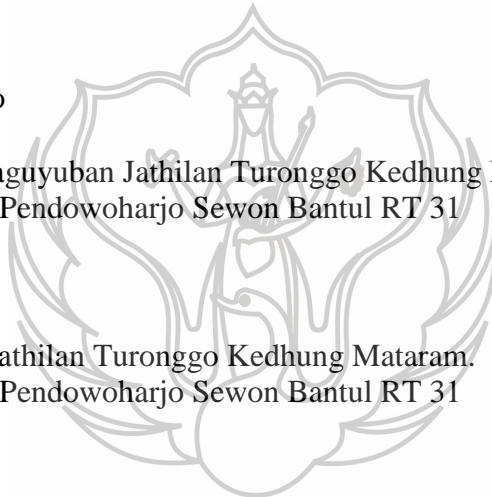 o
aguyuban Jathilan Turonggo Kedhung
Pendowoharjo Sewon Bantul RT 31
athilan Turonggo Kedhung Mataram.
Pendowoharjo Sewon Bantul RT 31